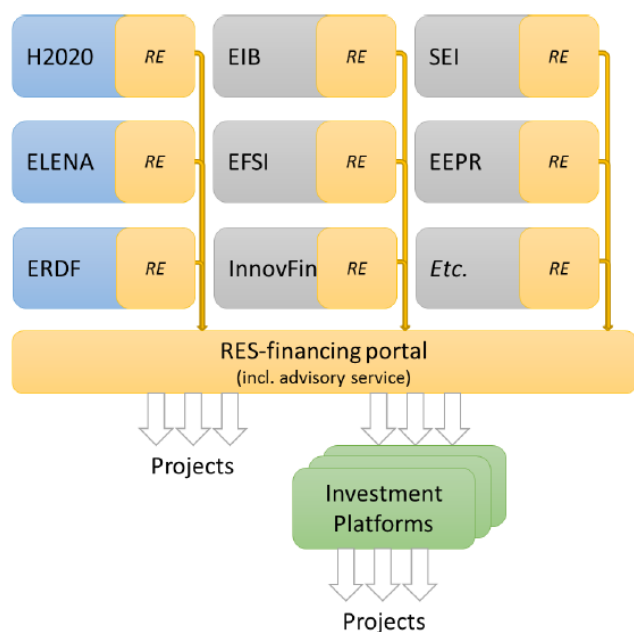 H2020 RE EIB RE SEI RE
ELENA RE EFSI RE EEPR RE
ERDF RE InnovFin RE Etc. RE
RES-financing portal
(incl. advisory service)
Projects
Investment
Platforms
Projects